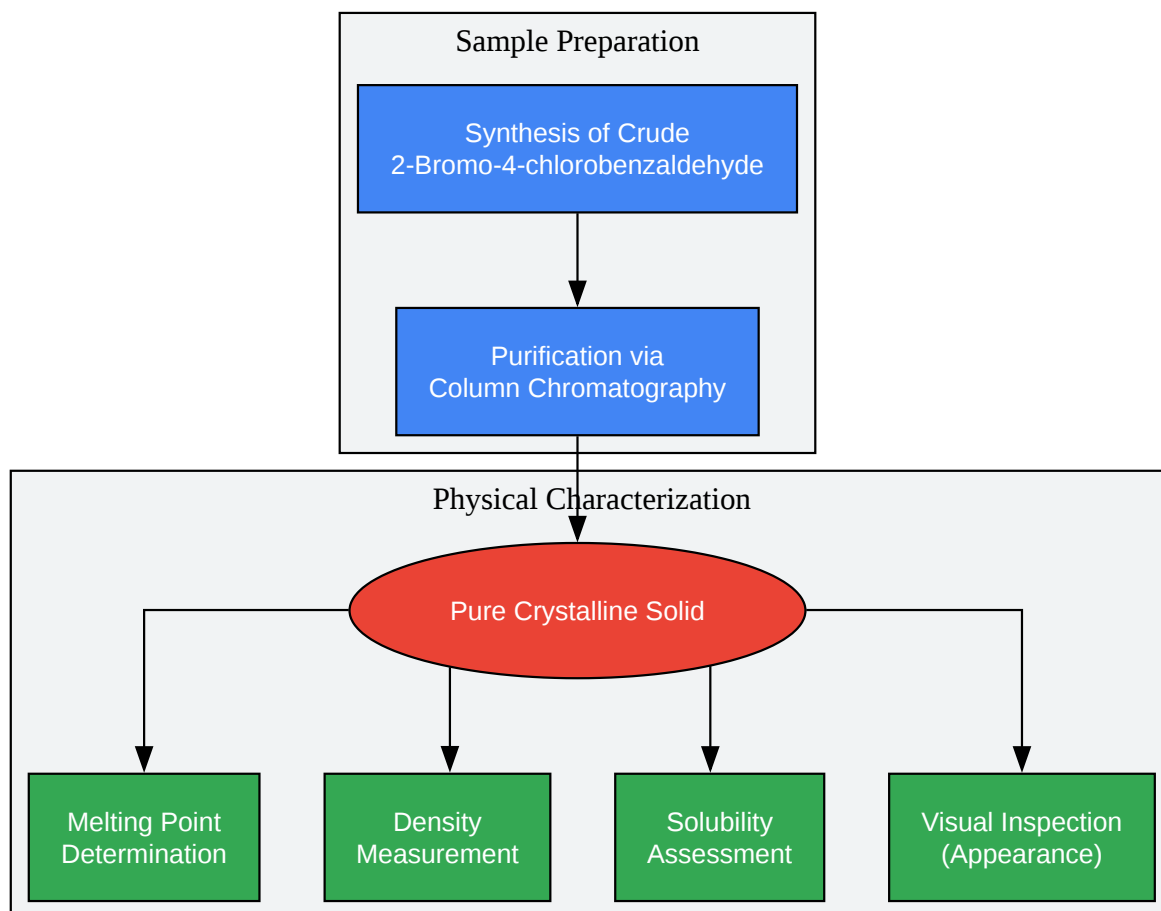 Sample Preparation
Synthesis of Crude
2-Bromo-4-chlorobenzaldehyde
Purification via
Column Chromatography
Physical Characterization
Pure Crystalline Solid
Melting Point
Determination
Density
Measurement
Solubility
Assessment
Visual Inspection
(Appearance)